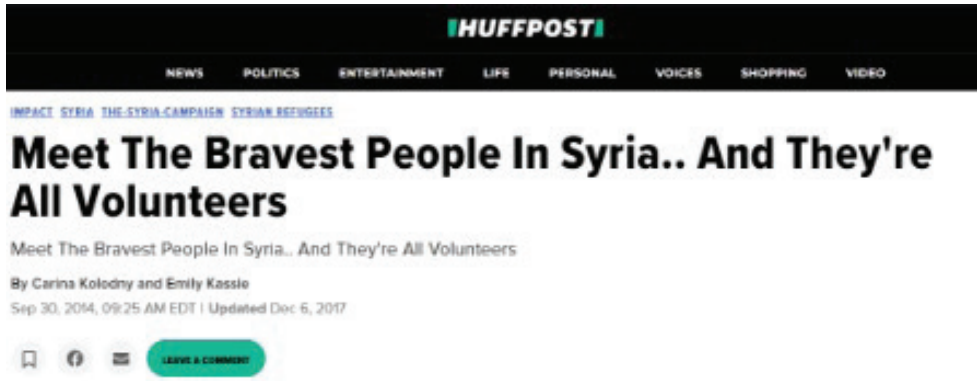 HUFFPOST
NEWS POLITICS ENTERTAINMENT LIFE PERSONAL VOICES SHOPPING VIDEO
IMPACT SYRIA THE-SYRIA-CAMPAIGN SYRIAN REFUGEES
Meet The Bravest People In Syria.. And They're
All Volunteers
Meet The Bravest People In Syria.. And They're All Volunteers
By Carina Kolodny and Emily Kassie
Sep 30, 2014, 09:25 AM EDT | Updated Dec 6, 2017
LEAVE A COMMENT